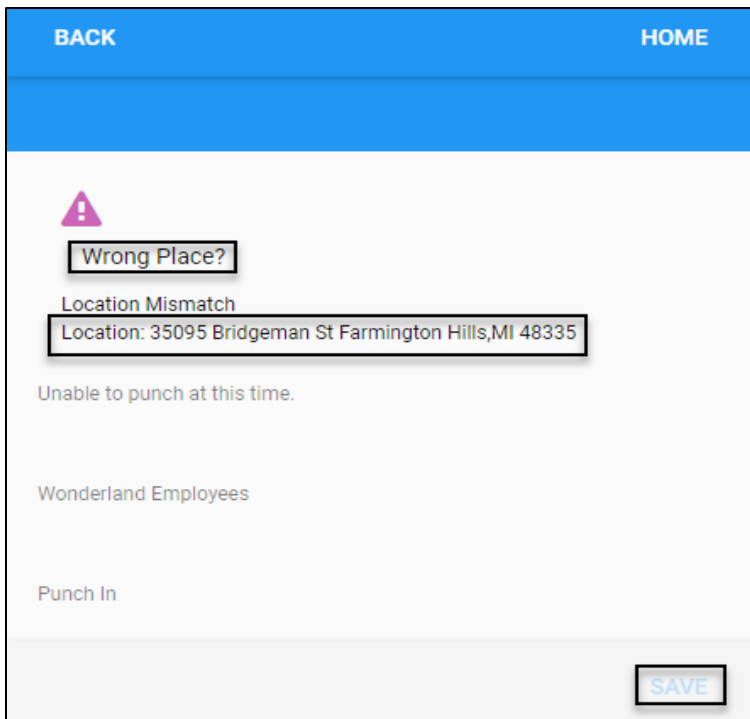 BACK HOME
Wrong Place?
Location Mismatch
Location: 35095 Bridgeman St Farmington Hills,MI 48335
Unable to punch at this time.
Wonderland Employees
Punch In
SAVE